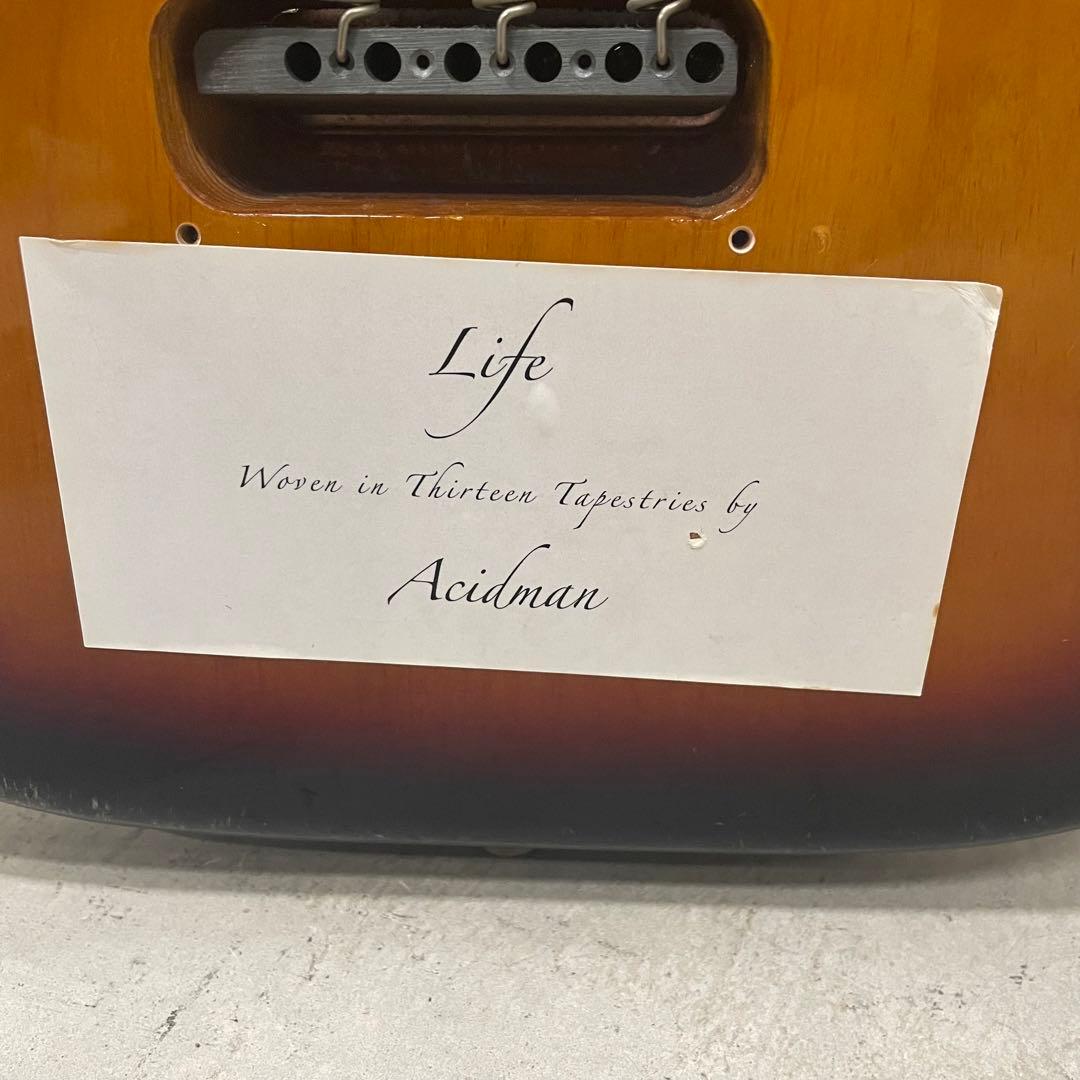 Life
Woven in Thirteen Tapestries by
Acidman